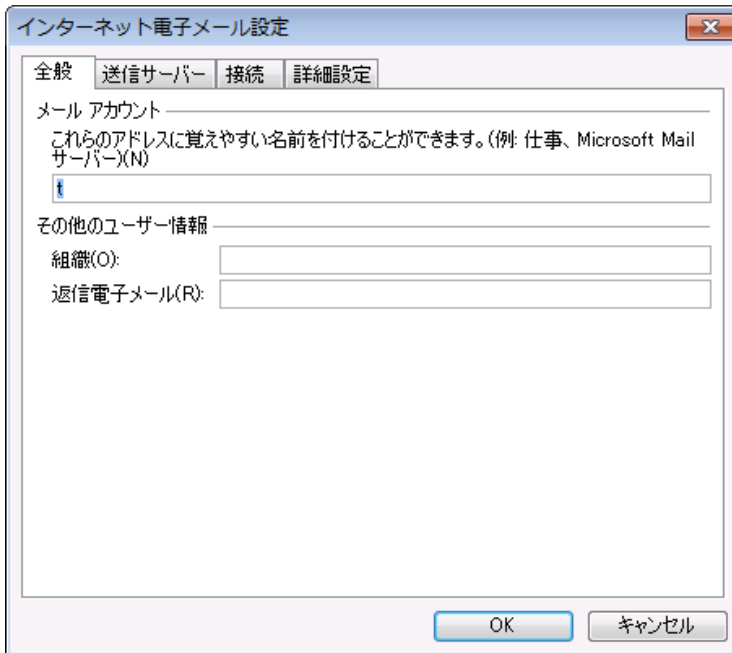 インターネット電子メール設定
全般
送信サーバー
接続
詳細設定
メール アカウント
これらのアドレスに覚えやすい名前を付けることができます。(例: 仕事、Microsoft Mail
サーバー)(N)
t
その他のユーザー情報
組織(O):
返信電子メール(R):
OK
キャンセル